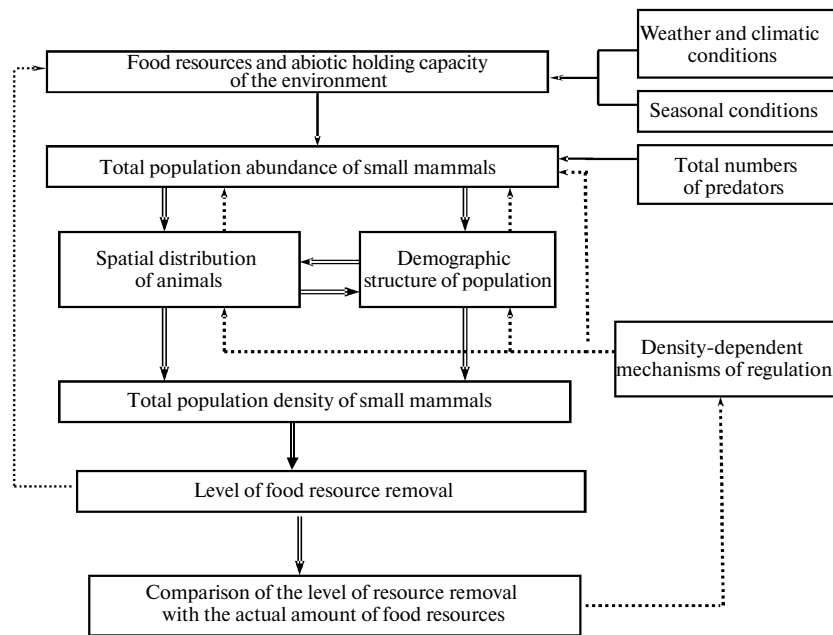 Food resources and abiotic holding capacity
of the environment
Weather and climatic
conditions
Seasonal conditions
Total population abundance of small mammals
Total numbers
of predators
Spatial distribution
of animals
Demographic
structure of population
Density-dependent
mechanisms of regulation
Total population density of small mammals
Level of food resource removal
Comparison of the level of resource removal
with the actual amount of food resources